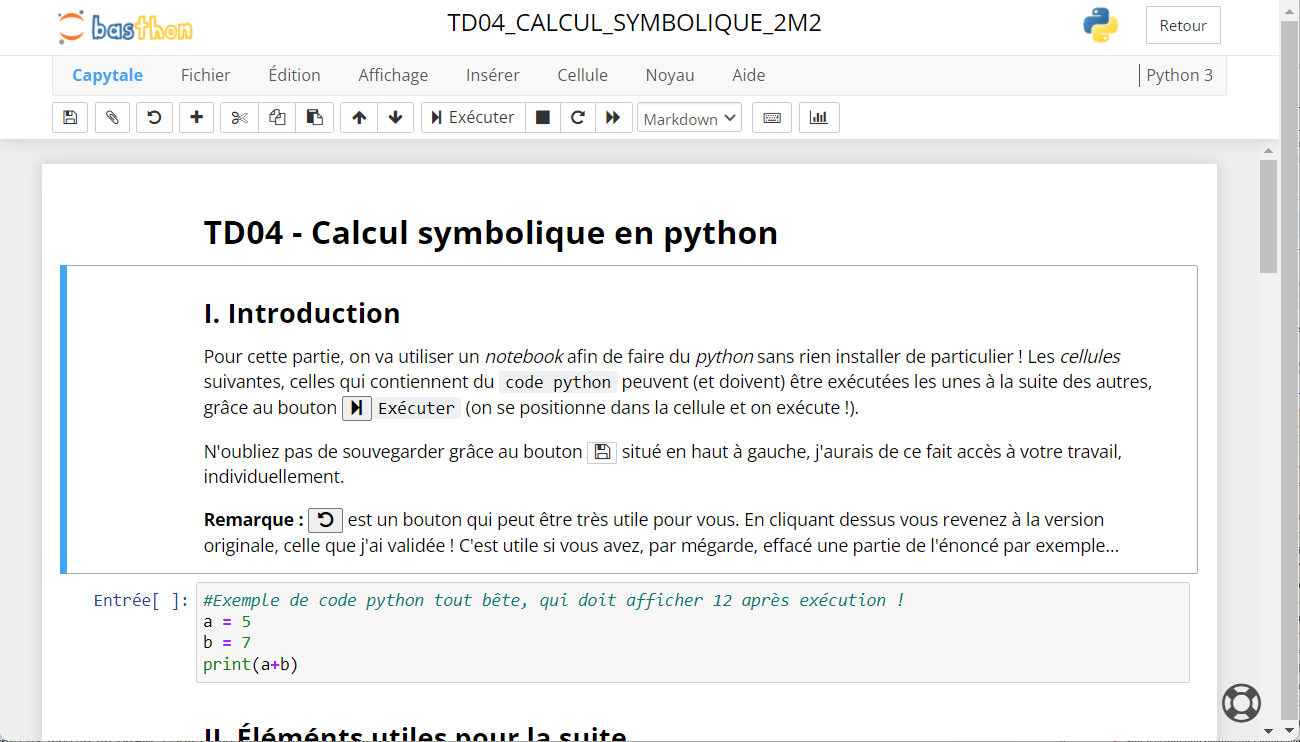 basthon
TD04_CALCUL_SYMBOLIQUE_2M2
Retour
Capytale Fichier Édition Affichage Insérer Cellule Noyau Aide Python 3
Exécuter Markdown
TD04 - Calcul symbolique en python
I. Introduction
Pour cette partie, on va utiliser un notebook afin de faire du python sans rien installer de particulier ! Les cellules
suivantes, celles qui contiennent du code python peuvent (et doivent) être exécutées les unes à la suite des autres,
grâce au bouton Exécuter (on se positionne dans la cellule et on exécute !).
N'oubliez pas de souvegarder grâce au bouton situé en haut à gauche, j'aurais de ce fait accès à votre travail,
individuellement.
Remarque : est un bouton qui peut être très utile pour vous. En cliquant dessus vous revenez à la version
originale, celle que j'ai validée ! C'est utile si vous avez, par mégarde, effacé une partie de l'énoncé par exemple...
Entrée[ ]: #Exemple de code python tout bête, qui doit afficher 12 après exécution !
a = 5
b = 7
print(a+b)
II. Éléménts utiles pour la suite